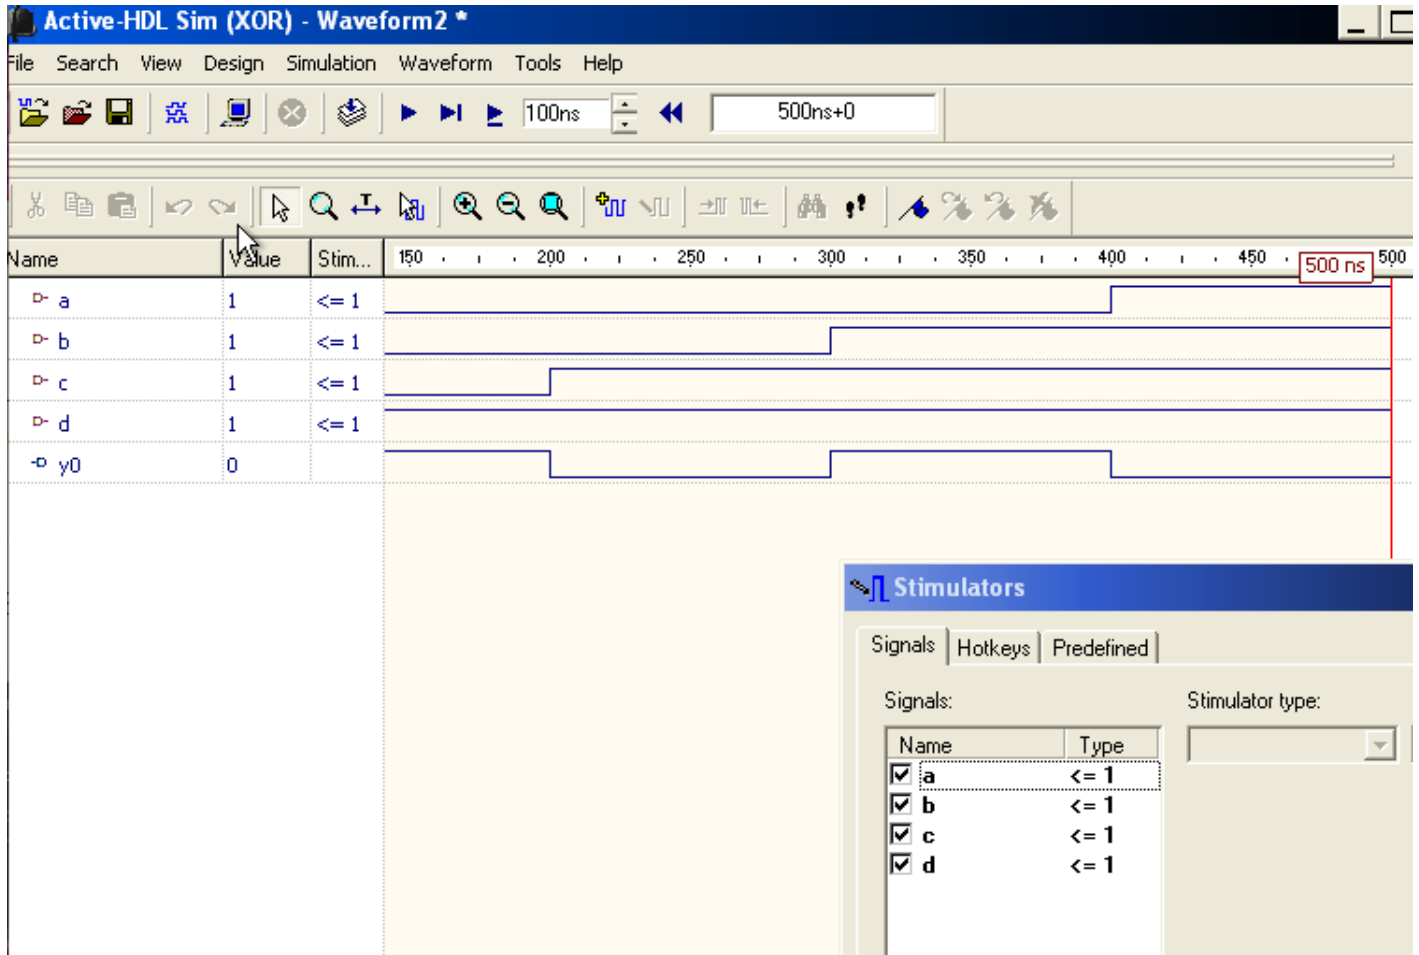 Active-HDL Sim (XOR) - Waveform2 *
File Search View Design Simulation Waveform Tools Help
100ns 500ns+0
Name Value Stim... 150 200 250 300 350 400 450 500
500 ns
a 1 <= 1
b 1 <= 1
c 1 <= 1
d 1 <= 1
y0 0
Stimulators
Signals Hotkeys Predefined
Signals: Stimulator type:
Name Type
a <= 1
b <= 1
c <= 1
d <= 1